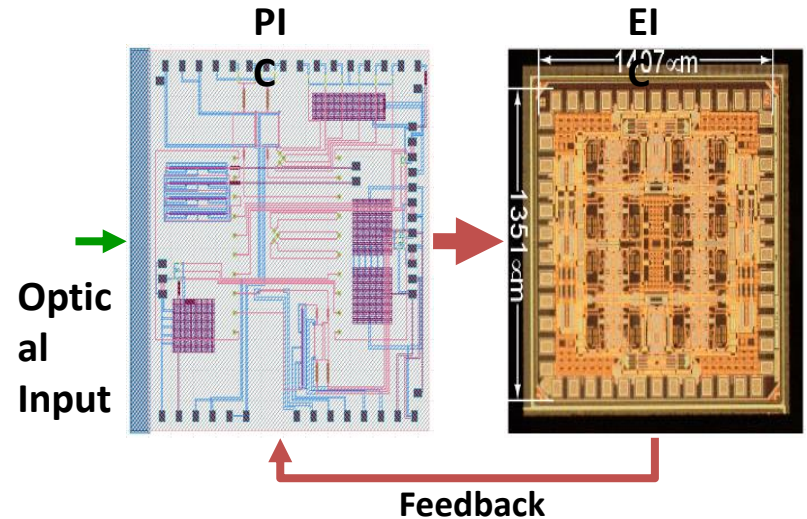 PI
C
EI
C
1407∝m
1351∝m
Optic
al
Input
Feedback